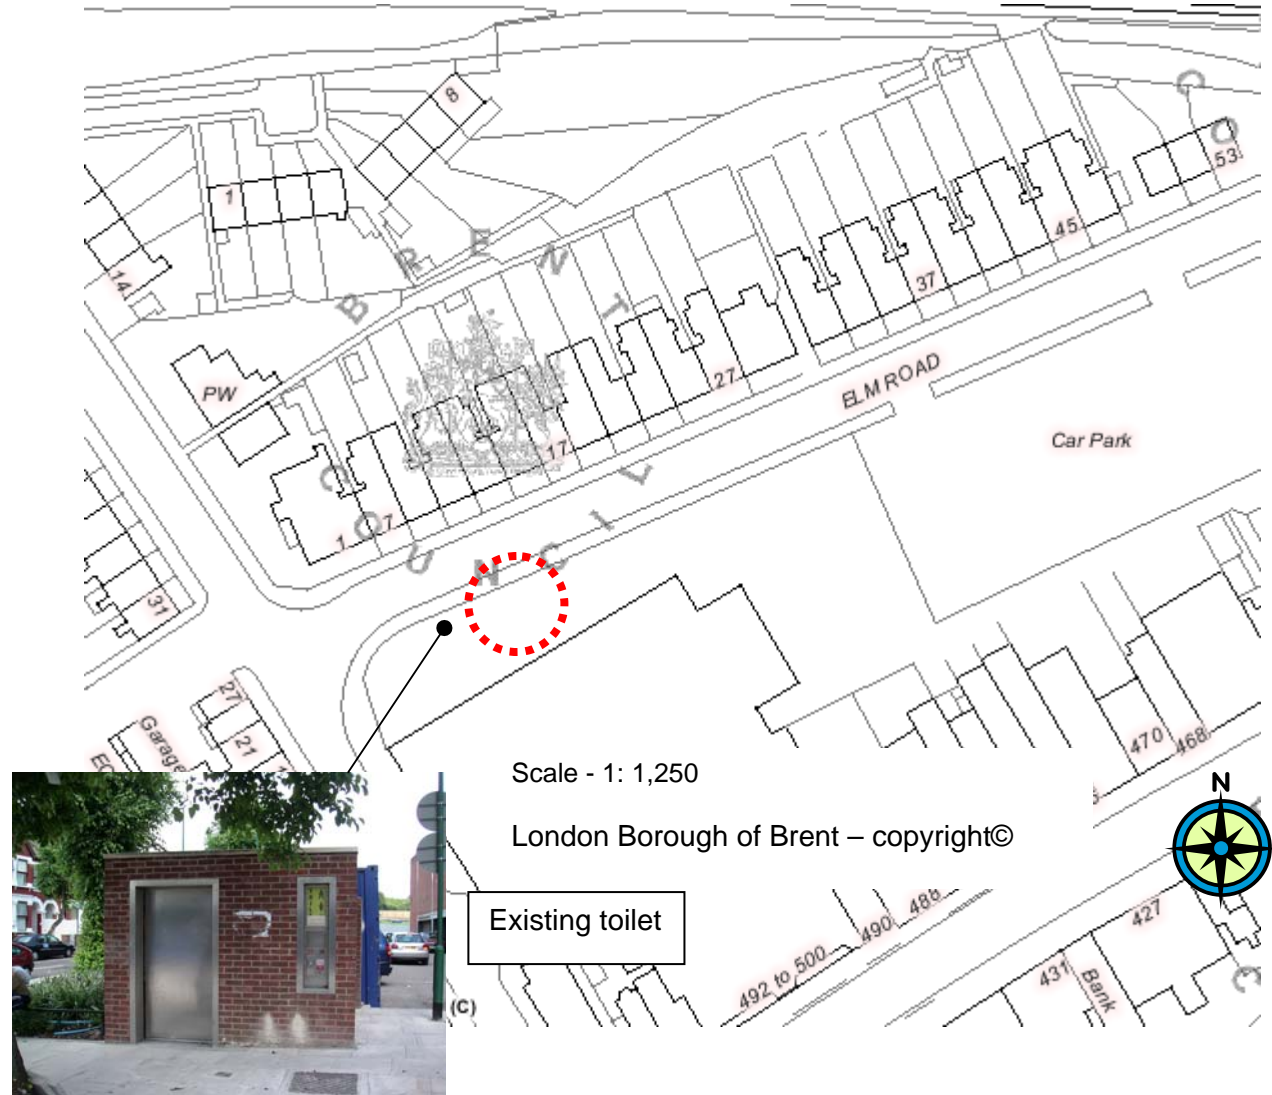 8
1
14
B R E N T
C O U N C I L
C O
53
45
37
27
17
7
1
PW
ELM ROAD
Car Park
31
27
21
Garage
470
468
Scale - 1: 1,250
N
London Borough of Brent – copyright©
Existing toilet
492 to 500
490
488
427
431
Bank
(C)